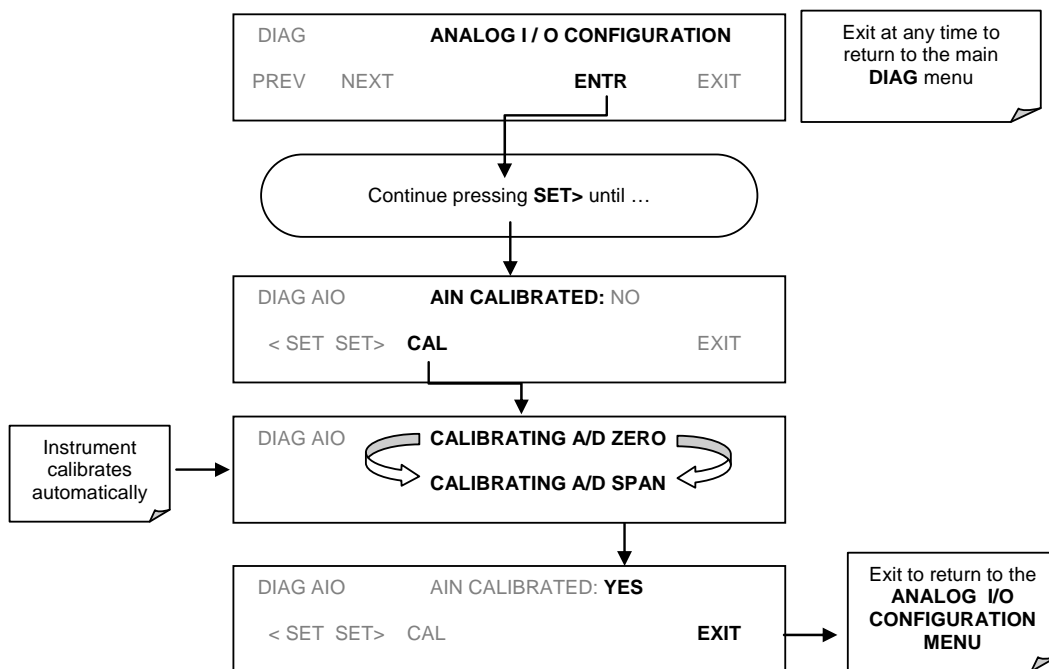 DIAG ANALOG I / O CONFIGURATION
PREV NEXT ENTR EXIT
Exit at any time to
return to the main
DIAG menu
Continue pressing SET> until …
DIAG AIO AIN CALIBRATED: NO
< SET SET> CAL EXIT
Instrument
calibrates
automatically
DIAG AIO CALIBRATING A/D ZERO
CALIBRATING A/D SPAN
DIAG AIO AIN CALIBRATED: YES
< SET SET> CAL EXIT
Exit to return to the
ANALOG I/O
CONFIGURATION
MENU